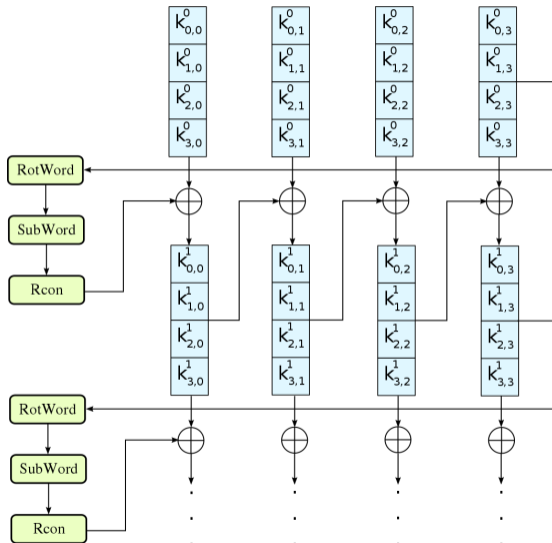 k⁰₀,₀ k⁰₀,₁ k⁰₀,₂ k⁰₀,₃
k⁰₁,₀ k⁰₁,₁ k⁰₁,₂ k⁰₁,₃
k⁰₂,₀ k⁰₂,₁ k⁰₂,₂ k⁰₂,₃
k⁰₃,₀ k⁰₃,₁ k⁰₃,₂ k⁰₃,₃
RotWord
SubWord
Rcon
k¹₀,₀ k¹₀,₁ k¹₀,₂ k¹₀,₃
k¹₁,₀ k¹₁,₁ k¹₁,₂ k¹₁,₃
k¹₂,₀ k¹₂,₁ k¹₂,₂ k¹₂,₃
k¹₃,₀ k¹₃,₁ k¹₃,₂ k¹₃,₃
RotWord
SubWord
Rcon